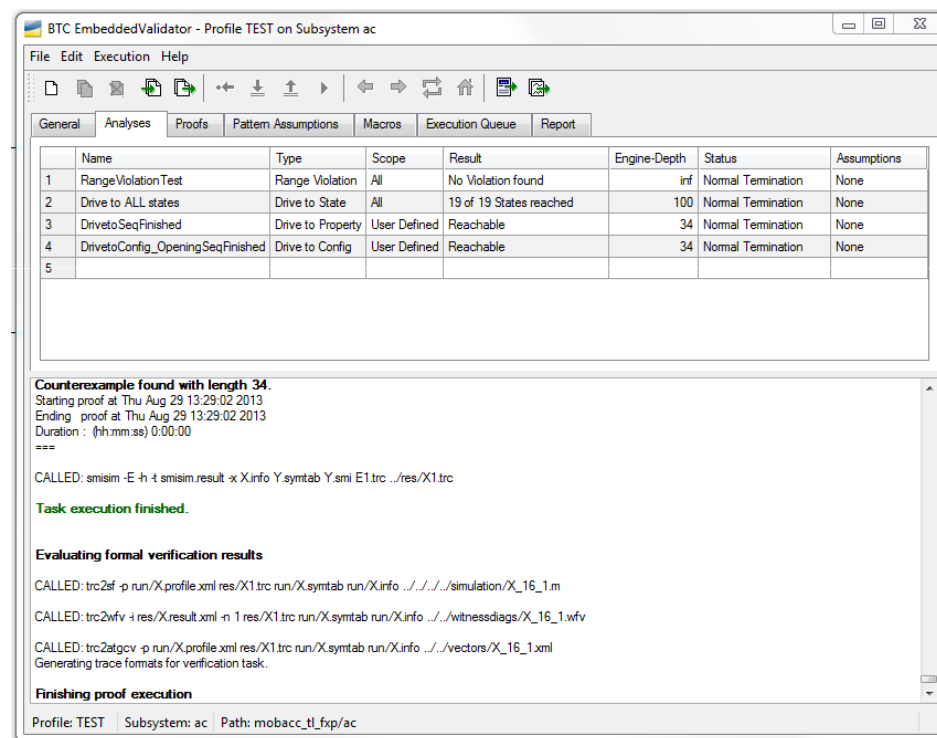 BTC EmbeddedValidator - Profile TEST on Subsystem ac
File Edit Execution Help
General Analyses Proofs Pattern Assumptions Macros Execution Queue Report
Name Type Scope Result Engine-Depth Status Assumptions
1 RangeViolationTest Range Violation All No Violation found inf Normal Termination None
2 Drive to ALL states Drive to State All 19 of 19 States reached 100 Normal Termination None
3 DrivetoSeqFinished Drive to Property User Defined Reachable 34 Normal Termination None
4 DrivetoConfig_OpeningSeqFinished Drive to Config User Defined Reachable 34 Normal Termination None
5
Counterexample found with length 34.
Starting proof at Thu Aug 29 13:29:02 2013
Ending proof at Thu Aug 29 13:29:02 2013
Duration : (hh:mm:ss) 0:00:00
===
CALLED: smisim -E -h -t smisim.result -x X.info Y.symtab Y.smi E1.trc ../res/X1.trc
Task execution finished.
Evaluating formal verification results
CALLED: trc2sf -p run/X.profile.xml res/X1.trc run/X.symtab run/X.info ../../../../simulation/X_16_1.m
CALLED: trc2wfv -i res/X.result.xml -n 1 res/X1.trc run/X.symtab run/X.info ../../witnessdiags/X_16_1.wfv
CALLED: trc2atgcv -p run/X.profile.xml res/X1.trc run/X.symtab run/X.info ../../vectors/X_16_1.xml
Generating trace formats for verification task.
Finishing proof execution
Profile: TEST Subsystem: ac Path: mobacc_tl_fxp/ac